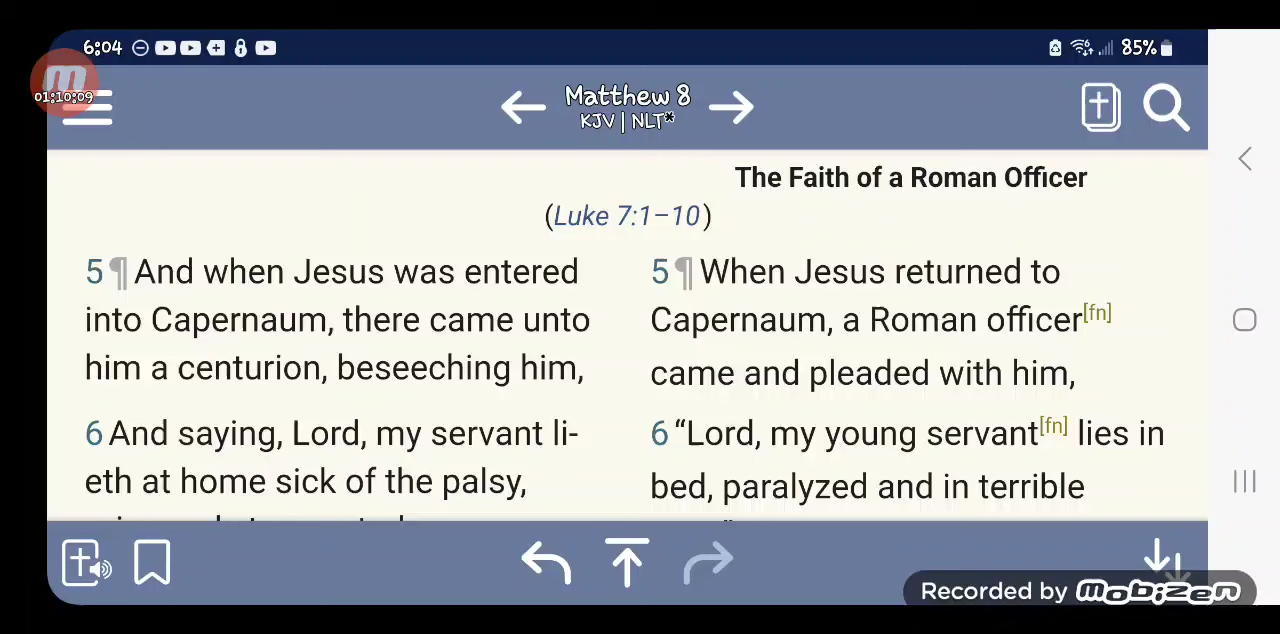 6:04
85%
01:10:09
Matthew 8
KJV | NLT*
The Faith of a Roman Officer
(Luke 7:1–10)
5 ¶ And when Jesus was entered
into Capernaum, there came unto
him a centurion, beseeching him,
6 And saying, Lord, my servant li-
eth at home sick of the palsy,
5 ¶ When Jesus returned to
Capernaum, a Roman officer[fn]
came and pleaded with him,
6 “Lord, my young servant[fn] lies in
bed, paralyzed and in terrible
Recorded by mobizen